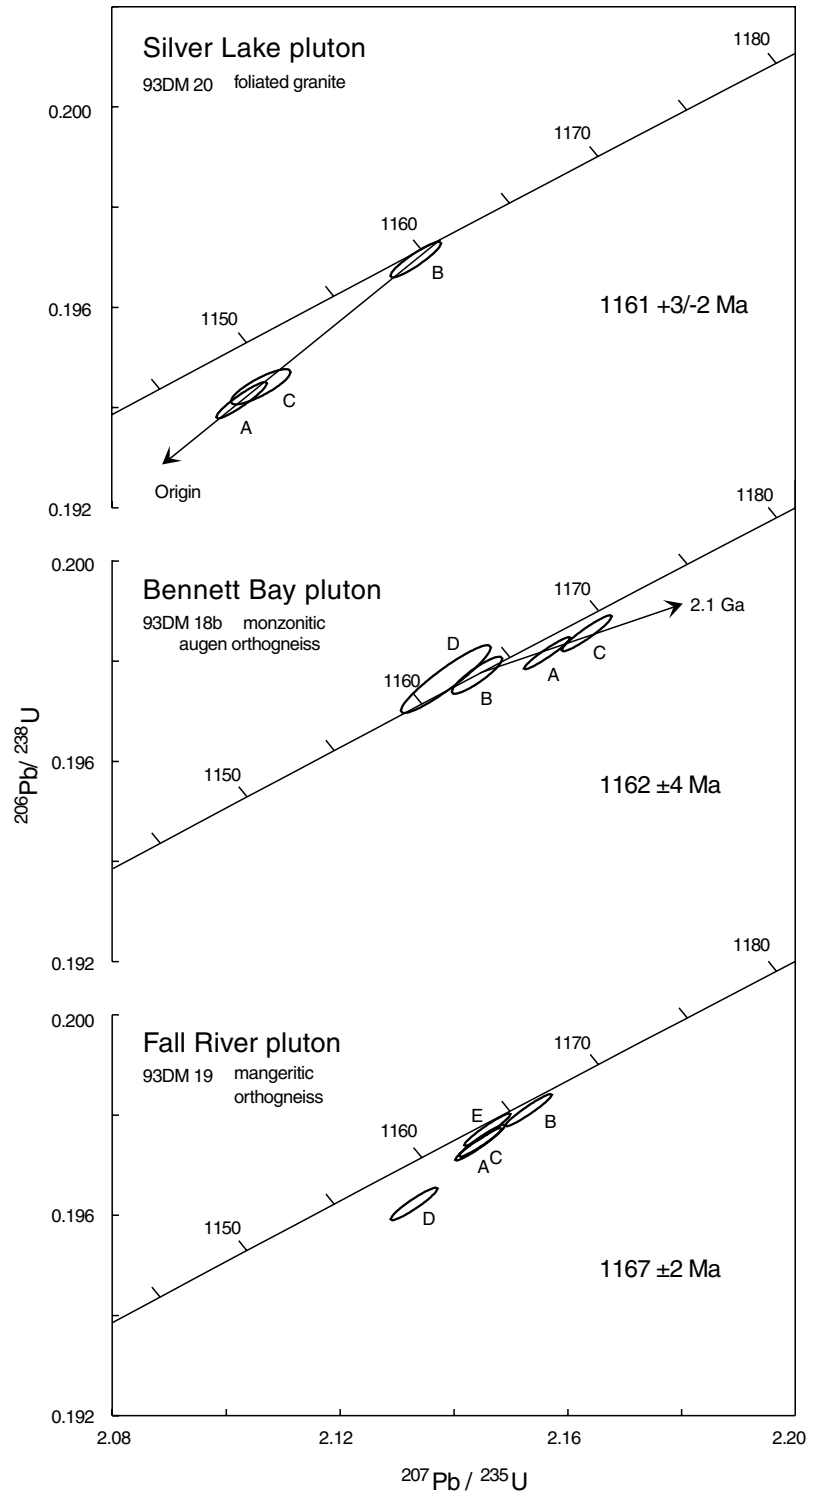 Silver Lake pluton
93DM 20 foliated granite
1180
0.200
1170
1160
B
0.196
1161 +3/-2 Ma
1150
C
A
Origin
0.192
1180
0.200
Bennett Bay pluton
1170
2.1 Ga
93DM 18b monzonitic
augen orthogneiss
D
C
A
1160
B
206Pb/ 238U
0.196
1162 ±4 Ma
1150
0.192
1180
0.200
Fall River pluton
1170
93DM 19 mangeritic
orthogneiss
E
B
1160
C
A
0.196
D
1150
1167 ±2 Ma
0.192
2.08
2.12
2.16
2.20
207Pb / 235U